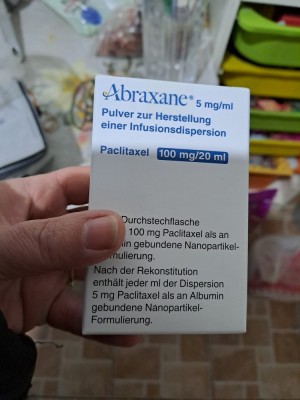 Abraxane® 5 mg/ml
Pulver zur Herstellung
einer Infusionsdispersion
Paclitaxel 100 mg/20 ml
Durchstechflasche
100 mg Paclitaxel als an
gebundene Nanopartikel-
Nach der Rekonstitution
enthält jeder ml der Dispersion
5 mg Paclitaxel als an Albumin
gebundene Nanopartikel-
Formulierung.